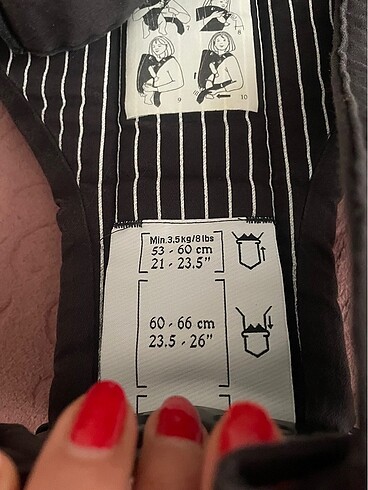 8
9
10
Min.3.5kg/8lbs
53 - 60 cm
21 - 23.5"
60 - 66 cm
23.5 - 26"